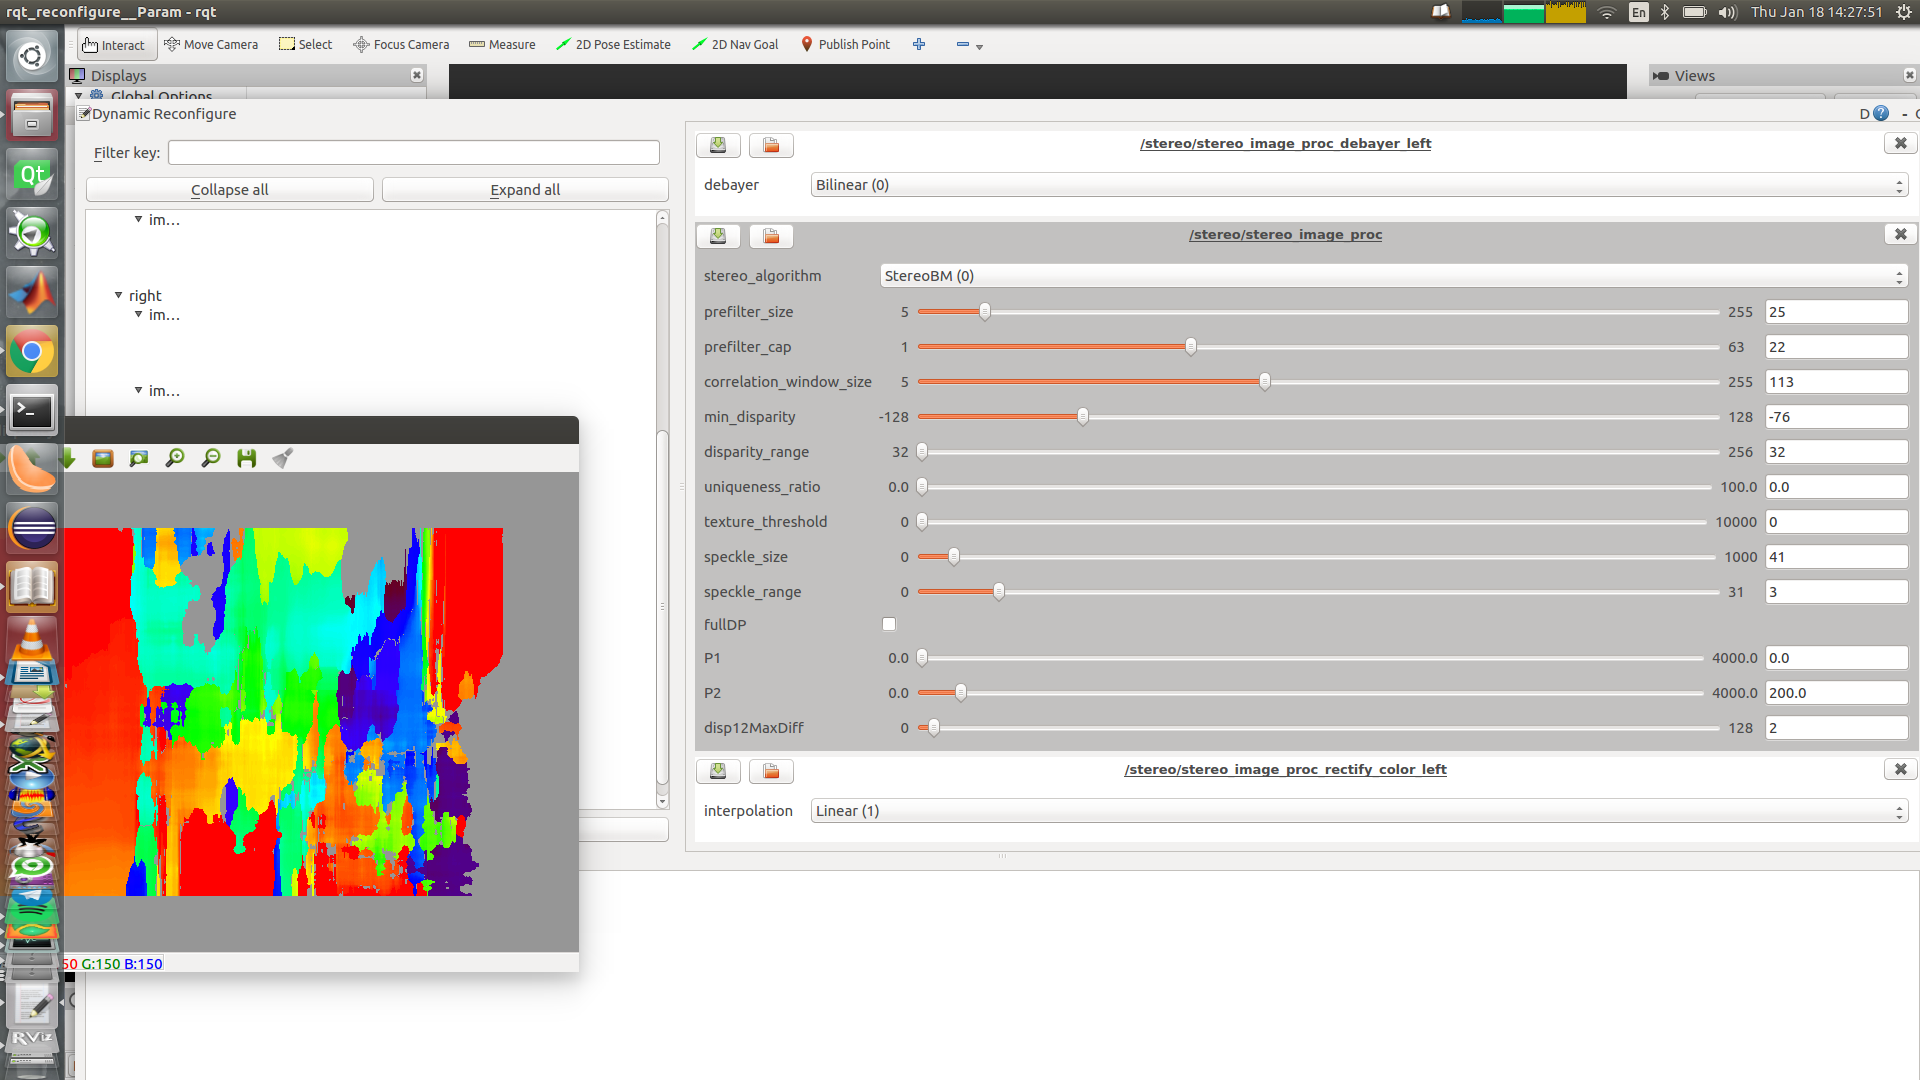 rqt_reconfigure__Param - rqt
En
Thu Jan 18 14:27:51
Interact Move Camera Select Focus Camera Measure 2D Pose Estimate 2D Nav Goal Publish Point
Displays
Views
Global Options
Dynamic Reconfigure
D
Filter key:
Collapse all Expand all
im...
right
im...
im...
/stereo/stereo_image_proc_debayer_left
debayer Bilinear (0)
/stereo/stereo_image_proc
stereo_algorithm StereoBM (0)
prefilter_size 5 255 25
prefilter_cap 1 63 22
correlation_window_size 5 255 113
min_disparity -128 128 -76
disparity_range 32 256 32
uniqueness_ratio 0.0 100.0 0.0
texture_threshold 0 10000 0
speckle_size 0 1000 41
speckle_range 0 31 3
fullDP
P1 0.0 4000.0 0.0
P2 0.0 4000.0 200.0
disp12MaxDiff 0 128 2
/stereo/stereo_image_proc_rectify_color_left
interpolation Linear (1)
50 G:150 B:150
Qt
RViz